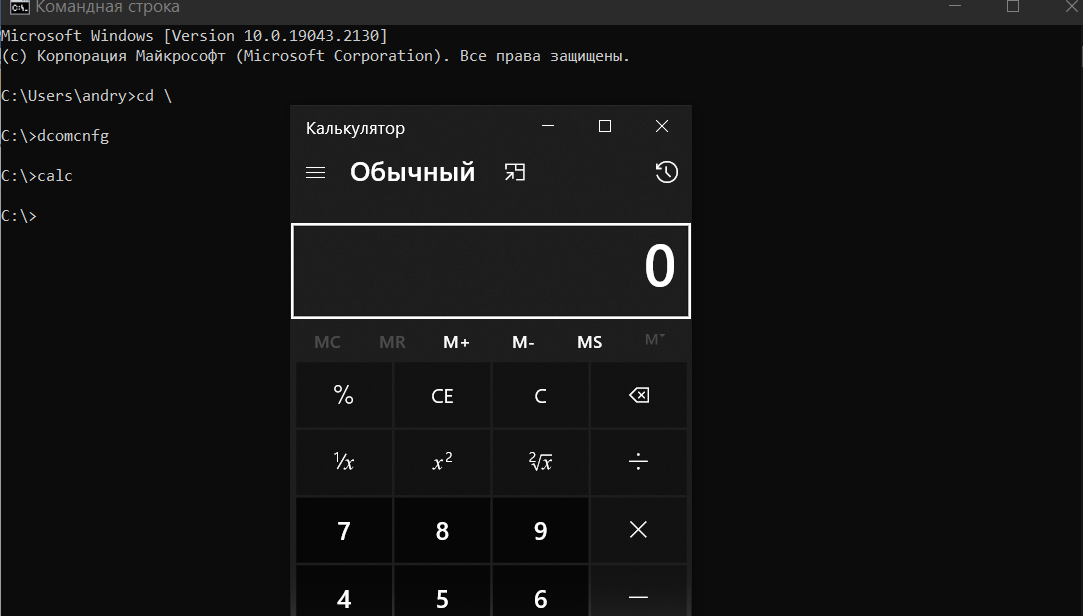 Командная строка
Microsoft Windows [Version 10.0.19043.2130]
(c) Корпорация Майкрософт (Microsoft Corporation). Все права защищены.
C:\Users\andry>cd \
C:\>dcomcnfg
C:\>calc
C:\>
Калькулятор
Обычный
0
MC MR M+ M- MS M˅
% CE C
⅟x x² ²√x ÷
7 8 9 ×
4 5 6 −